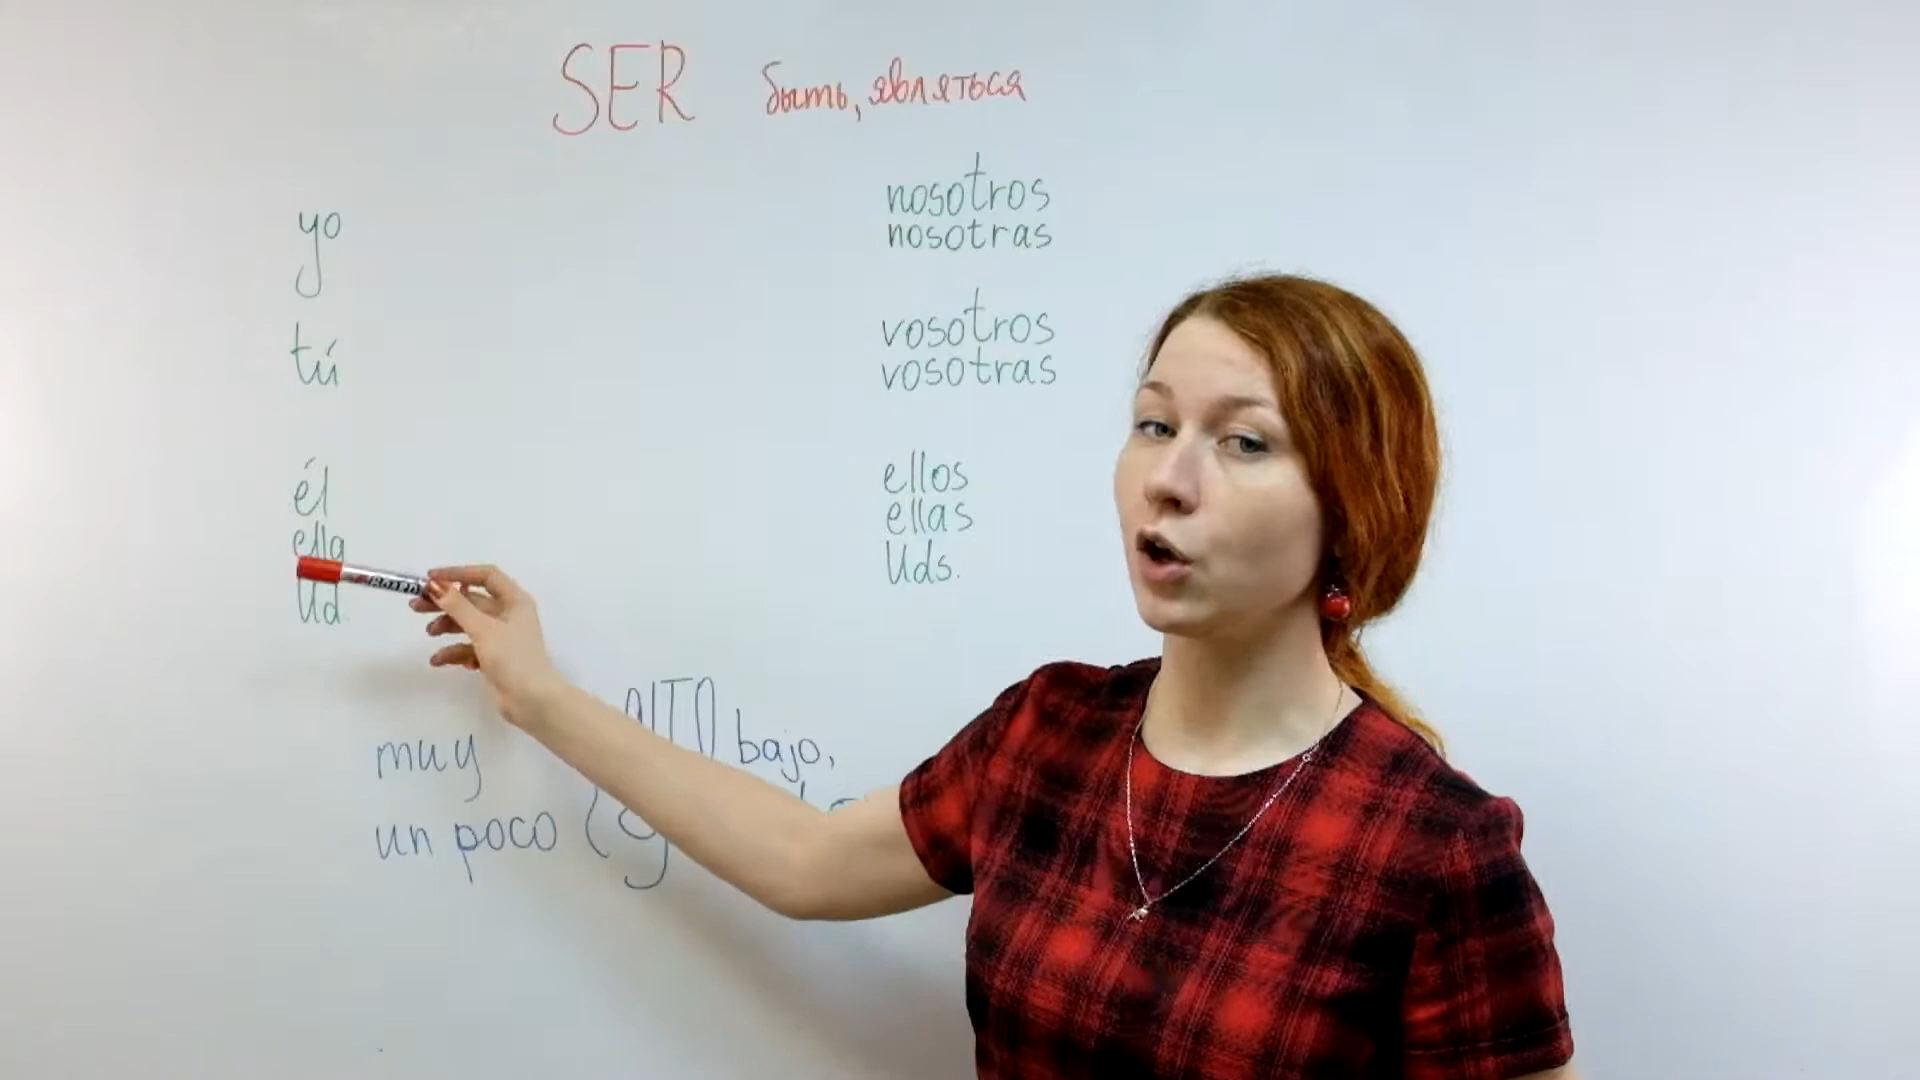 SER быть, являться
yo
tú
él
ella
Ud.
nosotros
nosotras
vosotros
vosotras
ellos
ellas
Uds.
muy
un poco
alto bajo,